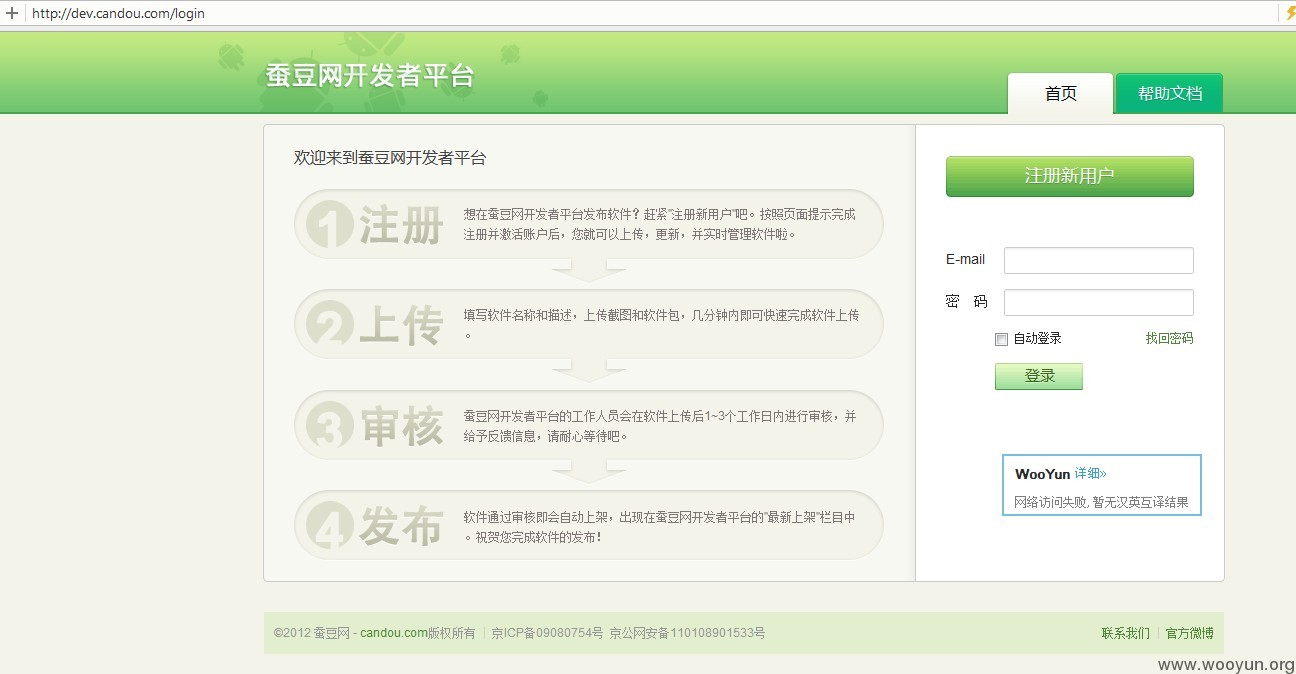 http://dev.candou.com/login
蚕豆网开发者平台
首页
帮助文档
欢迎来到蚕豆网开发者平台
1 注册
想在蚕豆网开发者平台发布软件？赶紧"注册新用户"吧。按照页面提示完成
注册并激活账户后，您就可以上传，更新，并实时管理软件啦。
2 上传
填写软件名称和描述，上传截图和软件包，几分钟内即可快速完成软件上传
。
3 审核
蚕豆网开发者平台的工作人员会在软件上传后1~3个工作日内进行审核，并
给予反馈信息，请耐心等待吧。
4 发布
软件通过审核即会自动上架，出现在蚕豆网开发者平台的"最新上架"栏目中
。祝贺您完成软件的发布！
注册新用户
E-mail
密 码
自动登录 找回密码
登录
WooYun 详细»
网络访问失败, 暂无汉英互译结果
©2012 蚕豆网 - candou.com版权所有 | 京ICP备09080754号 京公网安备110108901533号
联系我们 | 官方微博
www.wooyun.org